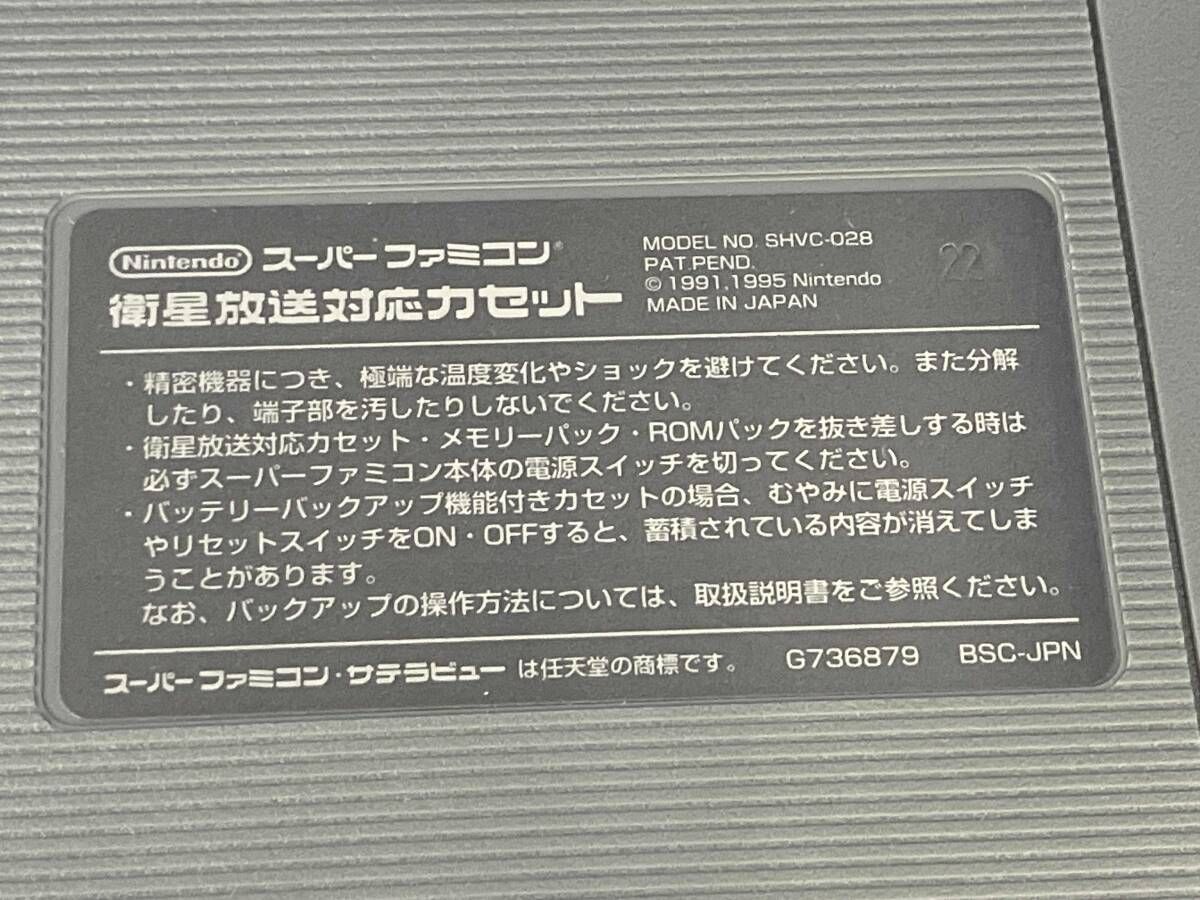 Nintendo スーパーファミコン®
衛星放送対応カセット
MODEL NO. SHVC-028
PAT.PEND.
© 1991,1995 Nintendo
MADE IN JAPAN
22
・精密機器につき、極端な温度変化やショックを避けてください。また分解
したり、端子部を汚したりしないでください。
・衛星放送対応カセット・メモリーパック・ROMパックを抜き差しする時は
必ずスーパーファミコン本体の電源スイッチを切ってください。
・バッテリーバックアップ機能付きカセットの場合、むやみに電源スイッチ
やリセットスイッチをON・OFFすると、蓄積されている内容が消えてしま
うことがあります。
なお、バックアップの操作方法については、取扱説明書をご参照ください。
スーパーファミコン・サテラビュー は任天堂の商標です。 G736879 BSC-JPN